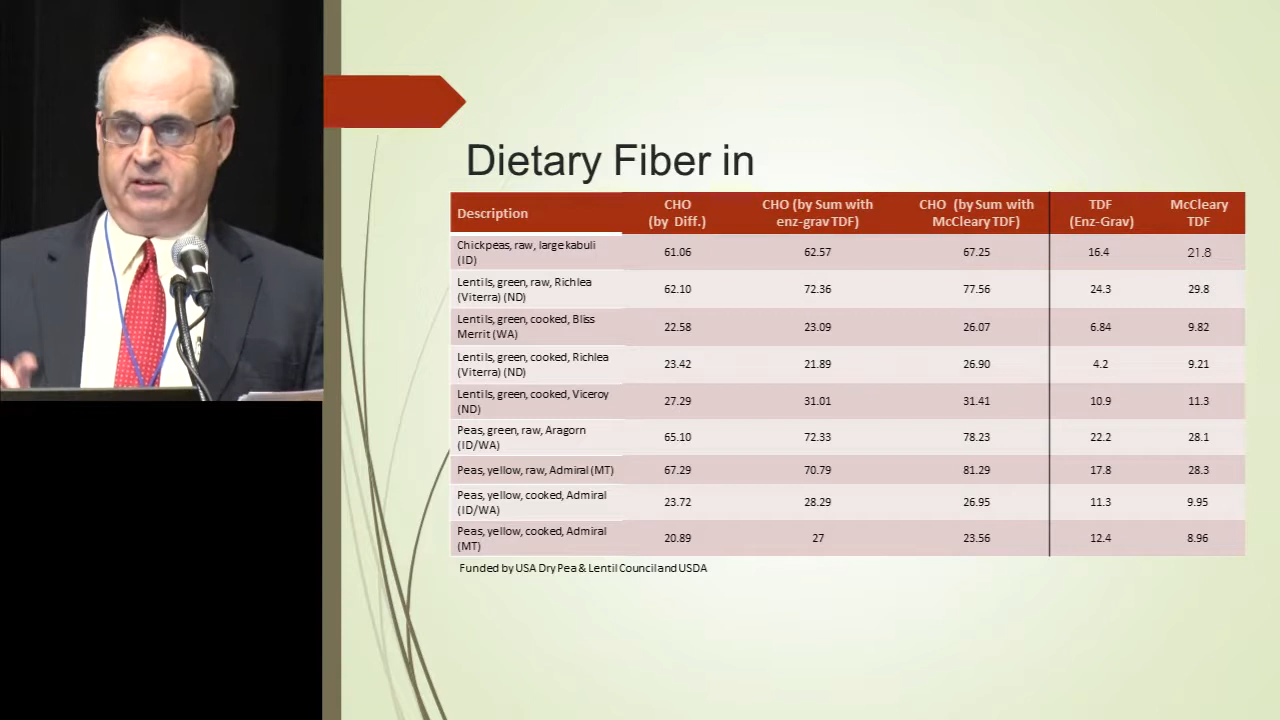 Dietary Fiber in
Description
CHO
(by Diff.)
CHO (by Sum with
enz-grav TDF)
CHO (by Sum with
McCleary TDF)
TDF
(Enz-Grav)
McCleary
TDF
Chickpeas, raw, large kabuli
(ID)
61.06
62.57
67.25
16.4
21.8
Lentils, green, raw, Richlea
(Viterra) (ND)
62.10
72.36
77.56
24.3
29.8
Lentils, green, cooked, Bliss
Merrit (WA)
22.58
23.09
26.07
6.84
9.82
Lentils, green, cooked, Richlea
(Viterra) (ND)
23.42
21.89
26.90
4.2
9.21
Lentils, green, cooked, Viceroy
(ND)
27.29
31.01
31.41
10.9
11.3
Peas, green, raw, Aragorn
(ID/WA)
65.10
72.33
78.23
22.2
28.1
Peas, yellow, raw, Admiral (MT)
67.29
70.79
81.29
17.8
28.3
Peas, yellow, cooked, Admiral
(ID/WA)
23.72
28.29
26.95
11.3
9.95
Peas, yellow, cooked, Admiral
(MT)
20.89
27
23.56
12.4
8.96
Funded by USA Dry Pea & Lentil Council and USDA